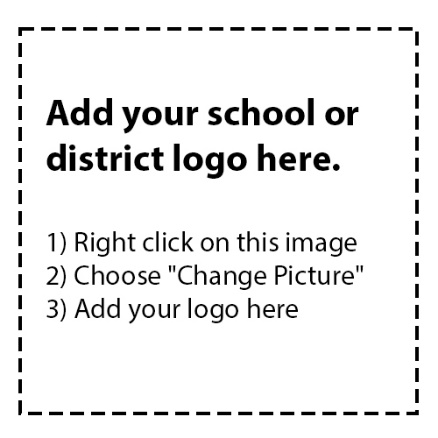 Add your school or
district logo here.
1) Right click on this image
2) Choose "Change Picture"
3) Add your logo here